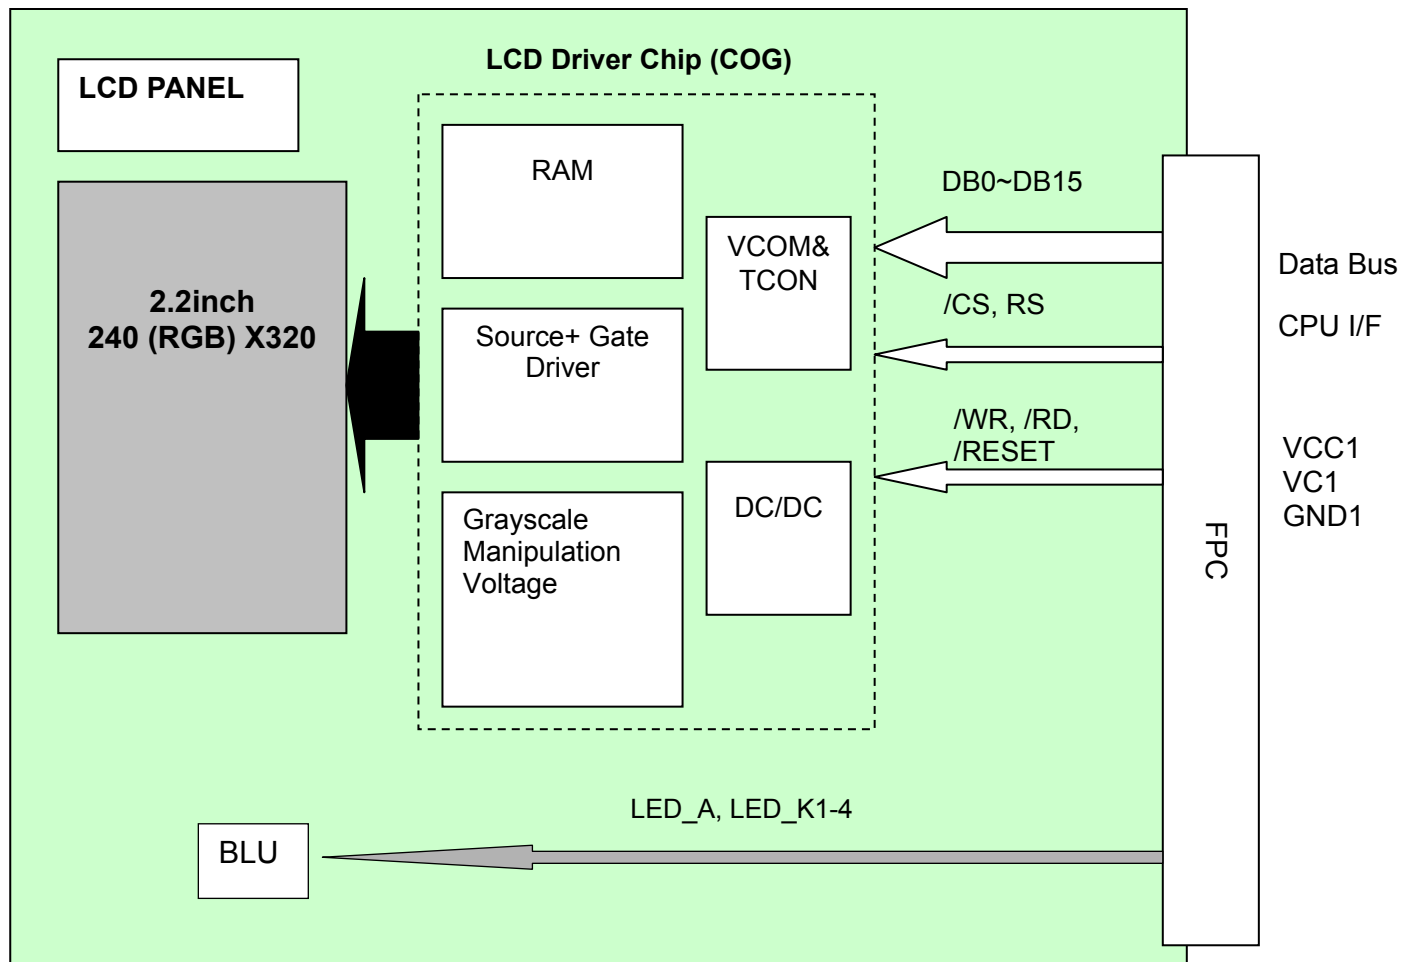 LCD Driver Chip (COG)
LCD PANEL
2.2inch
240 (RGB) X320
RAM
Source+ Gate
Driver
Grayscale
Manipulation
Voltage
VCOM&
TCON
DC/DC
DB0~DB15
/CS, RS
/WR, /RD,
/RESET
FPC
Data Bus
CPU I/F
VCC1
VC1
GND1
LED_A, LED_K1-4
BLU